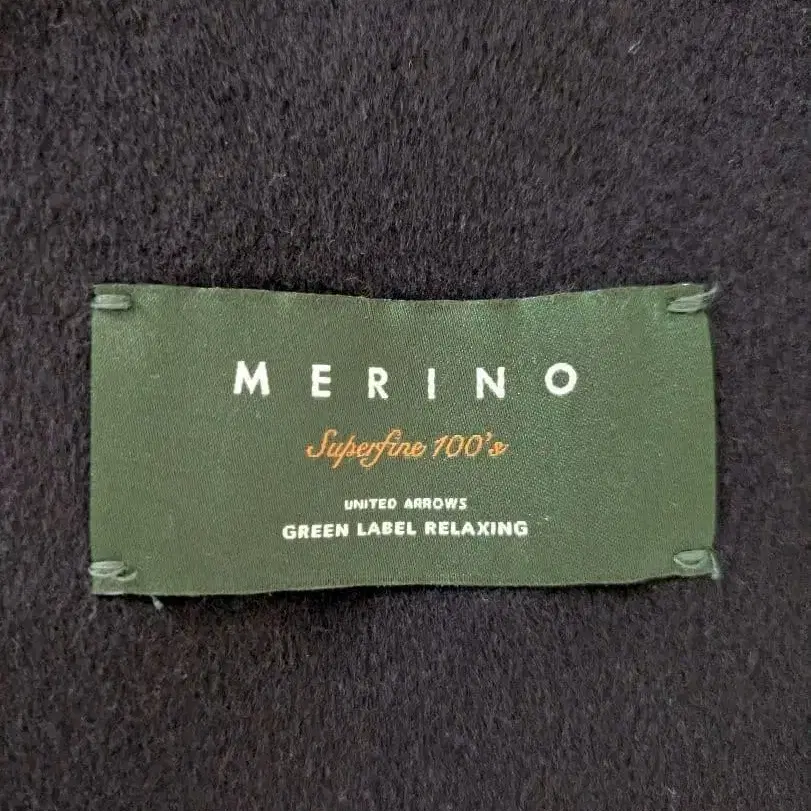 MERINO
Superfine 100's
UNITED ARROWS
GREEN LABEL RELAXING